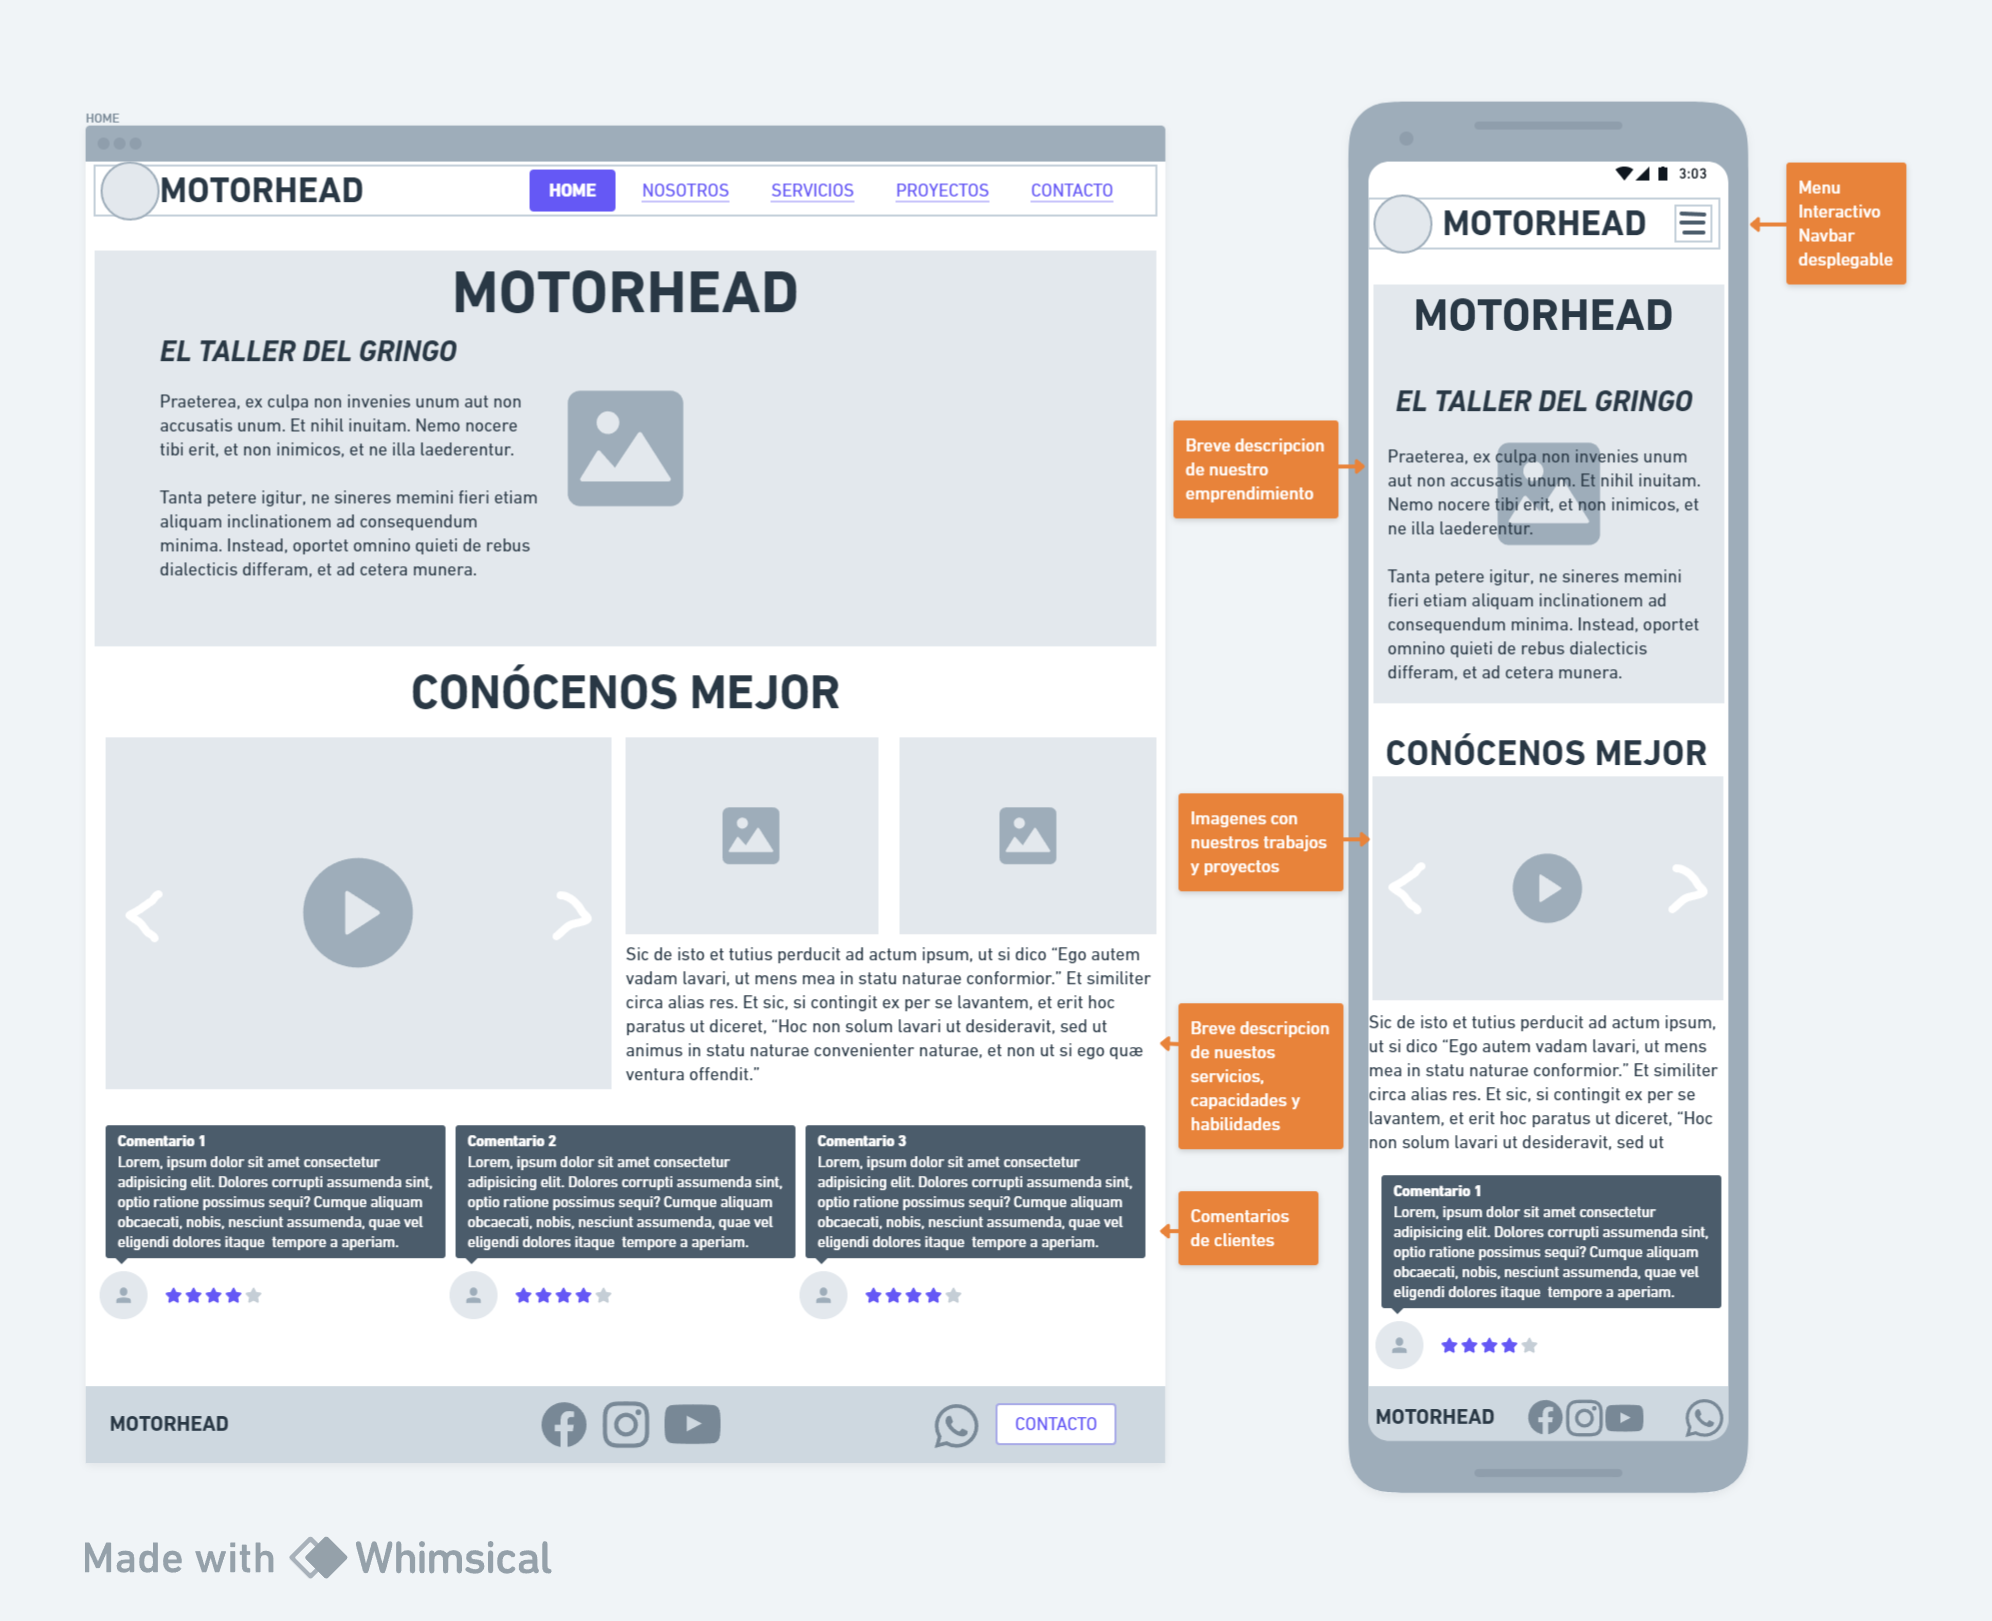 HOME
MOTORHEAD
HOME
NOSOTROS
SERVICIOS
PROYECTOS
CONTACTO
MOTORHEAD
EL TALLER DEL GRINGO
Praeterea, ex culpa non invenies unum aut non
accusatis unum. Et nihil inuitam. Nemo nocere
tibi erit, et non inimicos, et ne illa laederentur.
Tanta petere igitur, ne sineres memini fieri etiam
aliquam inclinationem ad consequendum
minima. Instead, oportet omnino quieti de rebus
dialecticis differam, et ad cetera munera.
CONÓCENOS MEJOR
Sic de isto et tutius perducit ad actum ipsum, ut si dico “Ego autem
vadam lavari, ut mens mea in statu naturae conformior.” Et similiter
circa alias res. Et sic, si contingit ex per se lavantem, et erit hoc
paratus ut diceret, “Hoc non solum lavari ut desideravit, sed ut
animus in statu naturae convenienter naturae, et non ut si ego quæ
ventura offendit.”
Comentario 1
Lorem, ipsum dolor sit amet consectetur
adipisicing elit. Dolores corrupti assumenda sint,
optio ratione possimus sequi? Cumque aliquam
obcaecati, nobis, nesciunt assumenda, quae vel
eligendi dolores itaque  tempore a aperiam.
Comentario 2
Lorem, ipsum dolor sit amet consectetur
adipisicing elit. Dolores corrupti assumenda sint,
optio ratione possimus sequi? Cumque aliquam
obcaecati, nobis, nesciunt assumenda, quae vel
eligendi dolores itaque  tempore a aperiam.
Comentario 3
Lorem, ipsum dolor sit amet consectetur
adipisicing elit. Dolores corrupti assumenda sint,
optio ratione possimus sequi? Cumque aliquam
obcaecati, nobis, nesciunt assumenda, quae vel
eligendi dolores itaque  tempore a aperiam.
MOTORHEAD
CONTACTO
Breve descripcion
de nuestro
emprendimiento
Imagenes con
nuestros trabajos
y proyectos
Breve descripcion
de nuestos
servicios,
capacidades y
habilidades
Comentarios
de clientes
3:03
MOTORHEAD
MOTORHEAD
EL TALLER DEL GRINGO
Praeterea, ex culpa non invenies unum
aut non accusatis unum. Et nihil inuitam.
Nemo nocere tibi erit, et non inimicos, et
ne illa laederentur.
Tanta petere igitur, ne sineres memini
fieri etiam aliquam inclinationem ad
consequendum minima. Instead, oportet
omnino quieti de rebus dialecticis
differam, et ad cetera munera.
CONÓCENOS MEJOR
Sic de isto et tutius perducit ad actum ipsum,
ut si dico “Ego autem vadam lavari, ut mens
mea in statu naturae conformior.” Et similiter
circa alias res. Et sic, si contingit ex per se
lavantem, et erit hoc paratus ut diceret, “Hoc
non solum lavari ut desideravit, sed ut
Comentario 1
Lorem, ipsum dolor sit amet consectetur
adipisicing elit. Dolores corrupti assumenda sint,
optio ratione possimus sequi? Cumque aliquam
obcaecati, nobis, nesciunt assumenda, quae vel
eligendi dolores itaque  tempore a aperiam.
MOTORHEAD
Menu
Interactivo
Navbar
desplegable
Made with Whimsical